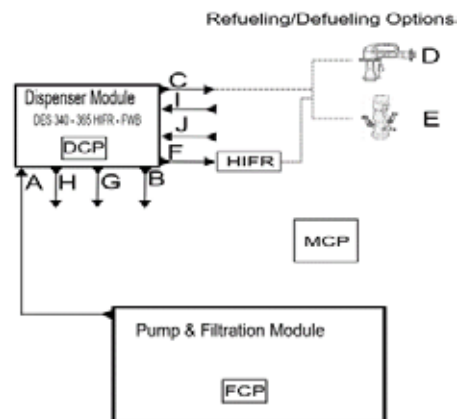 Refueling/Defueling Options
C
D
Dispenser Module
I
DES 340 - 365 HIFR - FWB
J
E
DCP
F
HIFR
A H G B
MCP
Pump & Filtration Module
FCP